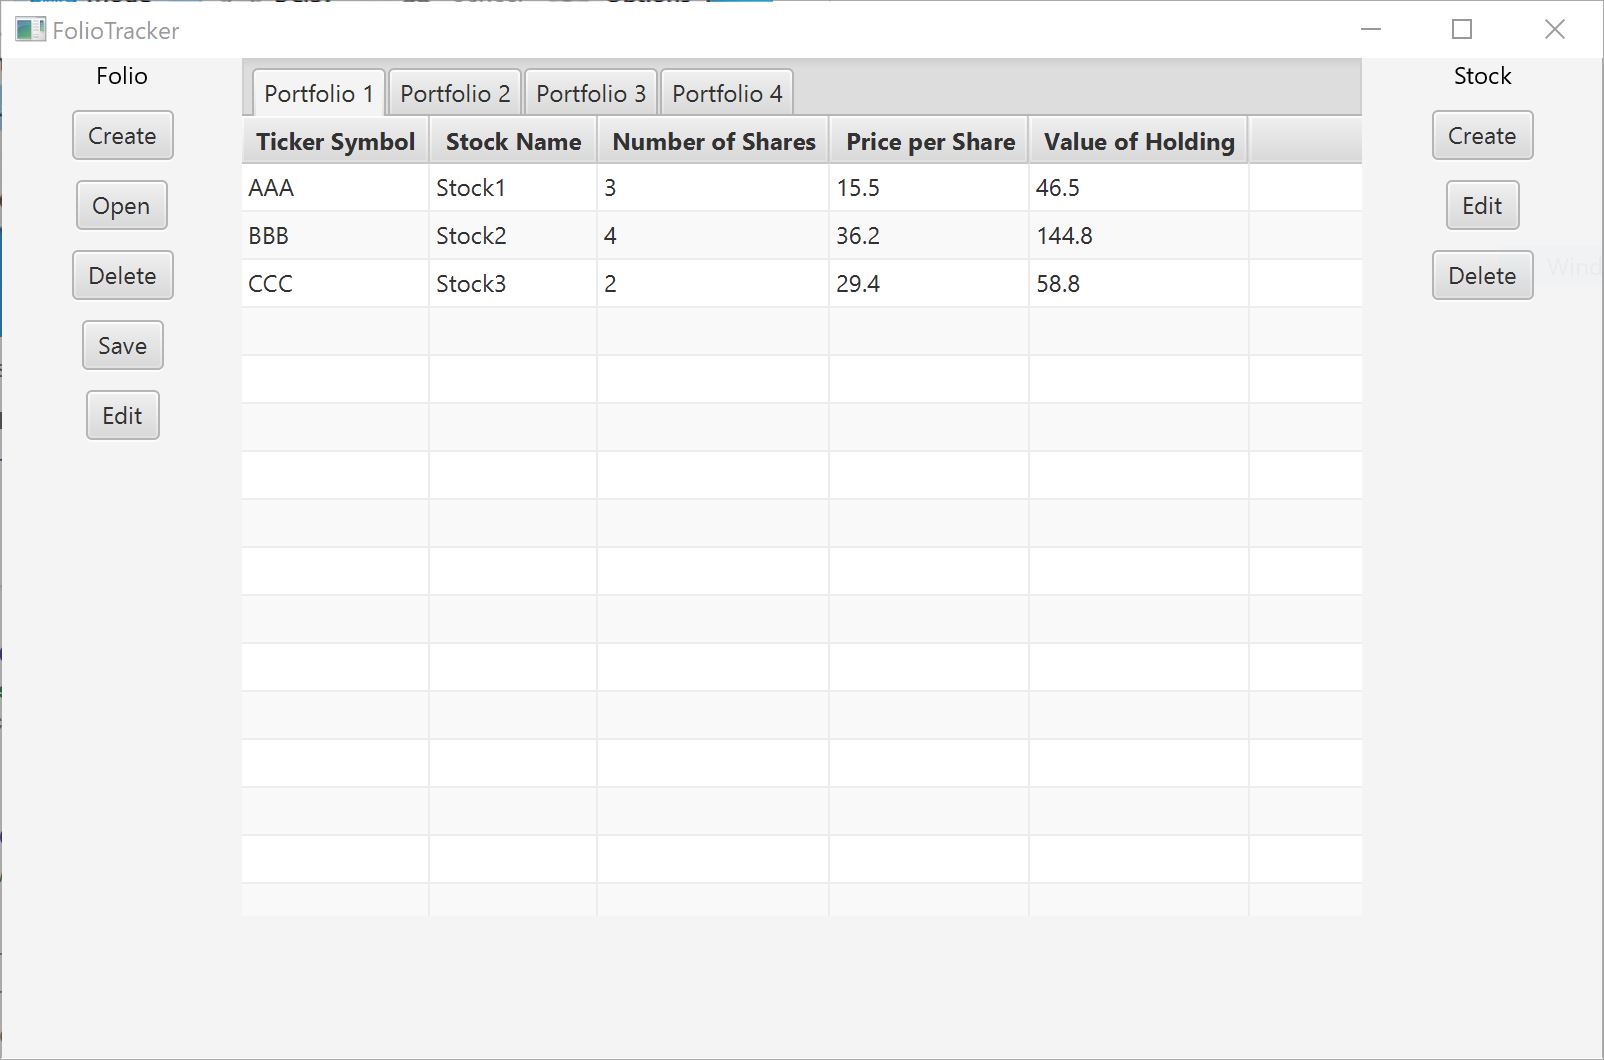 FolioTracker
Folio
Create
Open
Delete
Save
Edit
Portfolio 1 Portfolio 2 Portfolio 3 Portfolio 4
Ticker Symbol Stock Name Number of Shares Price per Share Value of Holding
AAA Stock1 3 15.5 46.5
BBB Stock2 4 36.2 144.8
CCC Stock3 2 29.4 58.8
Stock
Create
Edit
Delete
Wind